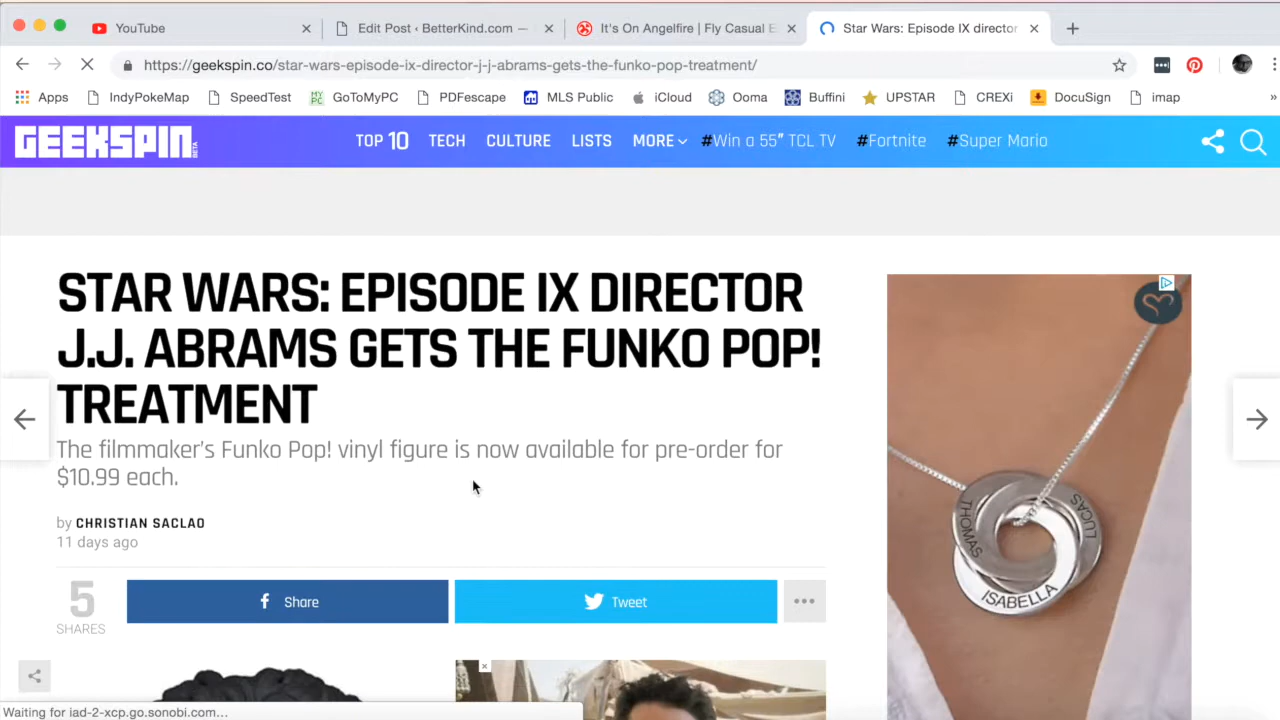 YouTube
Edit Post ‹ BetterKind.com —
It's On Angelfire | Fly Casual E
Star Wars: Episode IX director
https://geekspin.co/star-wars-episode-ix-director-j-j-abrams-gets-the-funko-pop-treatment/
Apps IndyPokeMap SpeedTest GoToMyPC PDFescape MLS Public iCloud Ooma Buffini UPSTAR CREXi DocuSign imap »
GEEKSPIN BETA TOP 10 TECH CULTURE LISTS MORE #Win a 55″ TCL TV #Fortnite #Super Mario
STAR WARS: EPISODE IX DIRECTOR
J.J. ABRAMS GETS THE FUNKO POP!
TREATMENT
The filmmaker's Funko Pop! vinyl figure is now available for pre-order for
$10.99 each.
by CHRISTIAN SACLAO
11 days ago
5
SHARES
Share
Tweet
THOMAS
LUCAS
ISABELLA
Waiting for iad-2-xcp.go.sonobi.com...